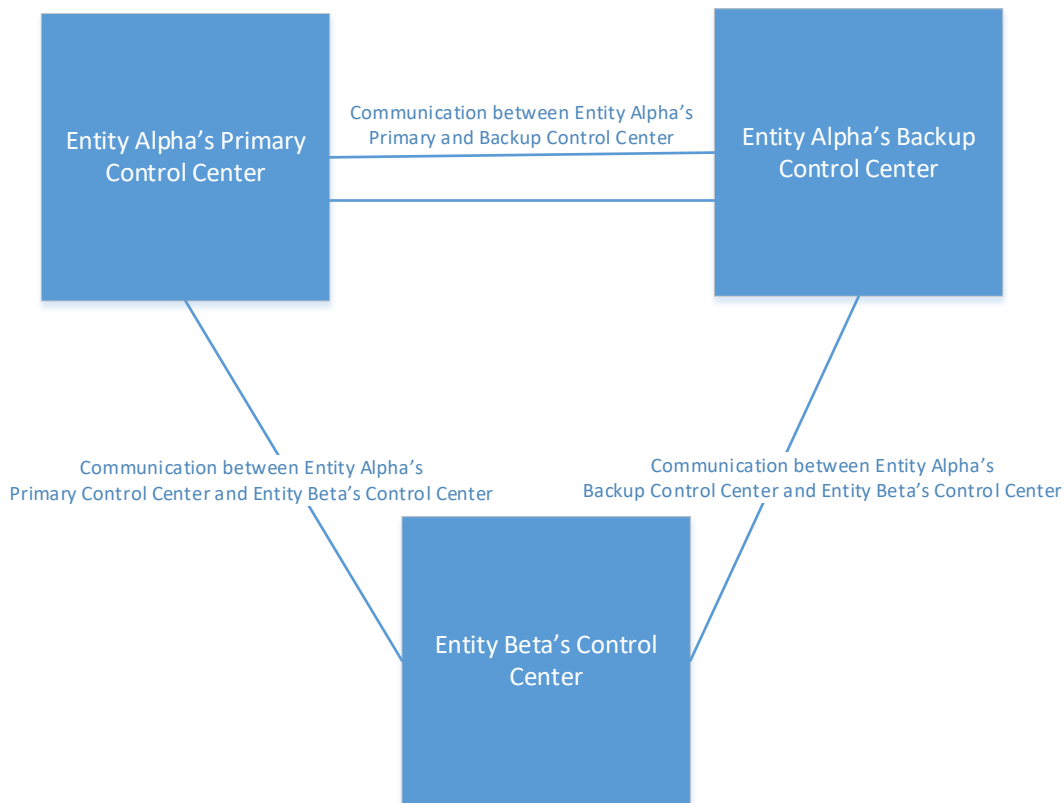 Entity Alpha’s Primary
Control Center
Communication between Entity Alpha’s
Primary and Backup Control Center
Entity Alpha’s Backup
Control Center
Communication between Entity Alpha’s
Primary Control Center and Entity Beta’s Control Center
Communication between Entity Alpha’s
Backup Control Center and Entity Beta’s Control Center
Entity Beta’s Control
Center